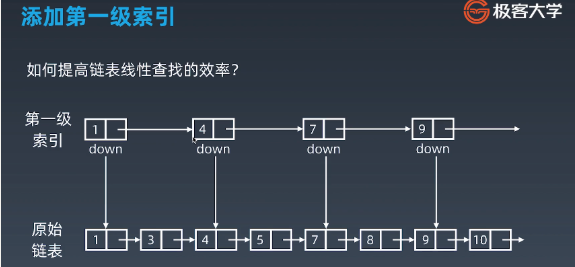 添加第一级索引
极客大学
如何提高链表线性查找的效率?
第一级
索引
1 4 7 9
down down down down
原始
链表
1 3 4 5 7 8 9 10